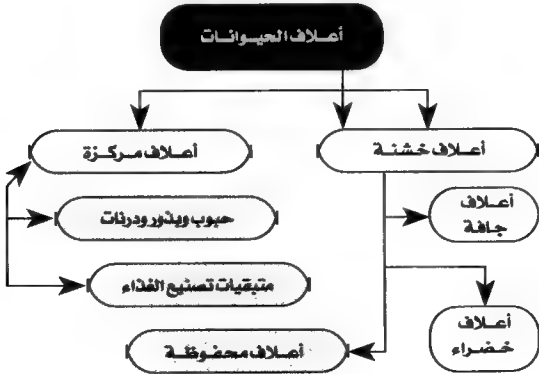 أعلاف الحيوانات
أعلاف خشنة
أعلاف مركزة
أعلاف
جافة
حبوب وبذور ودرنات
متبقيات تصنيع الغذاء
أعلاف
خضراء
أعلاف محفوظة